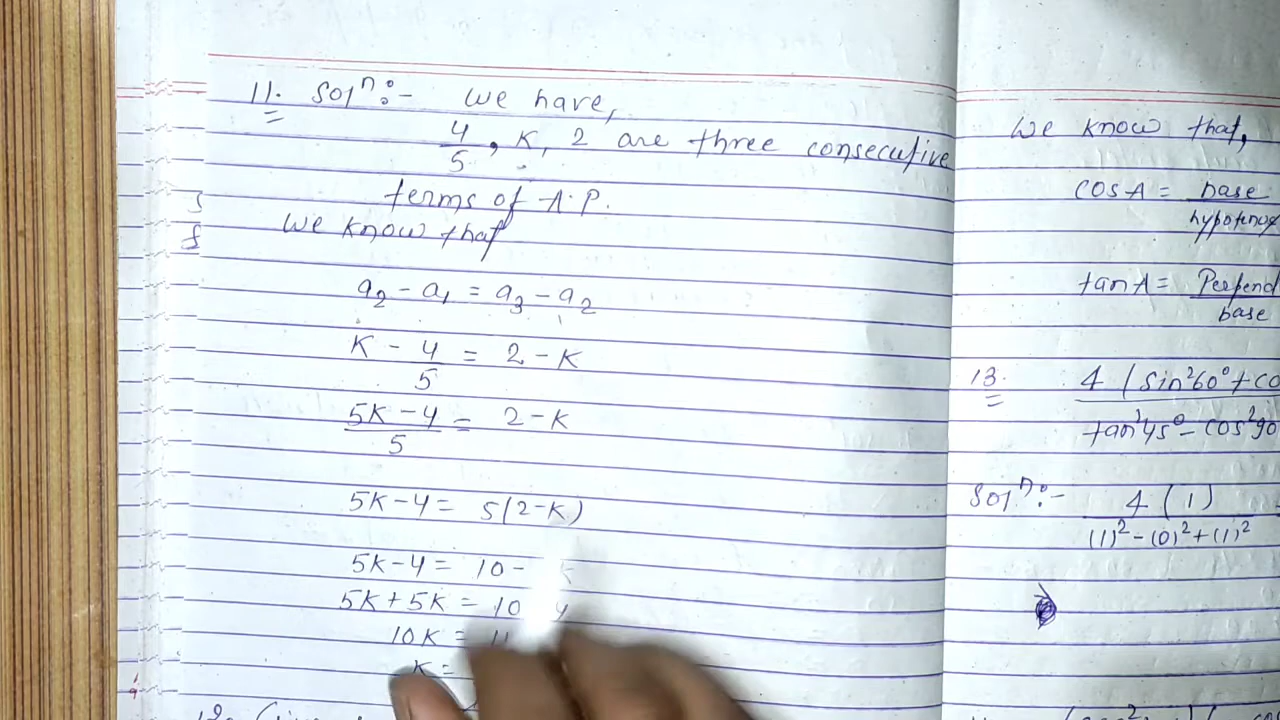 11. Solⁿ:- We have,
4/5, K, 2 are three consecutive
terms of A.P.
We know that
a₂ - a₁ = a₃ - a₂
K - 4/5 = 2 - K
(5K - 4)/5 = 2 - K
5K - 4 = 5(2-K)
5K - 4 = 10 -
5K + 5K = 10
10K =
K =
We know that,
cos A = base
tan A =
base
13. 4 (sin²60° +
tan²45° - cos²90
Solⁿ:- 4 (1)
(1)² - (0)² + (1)²